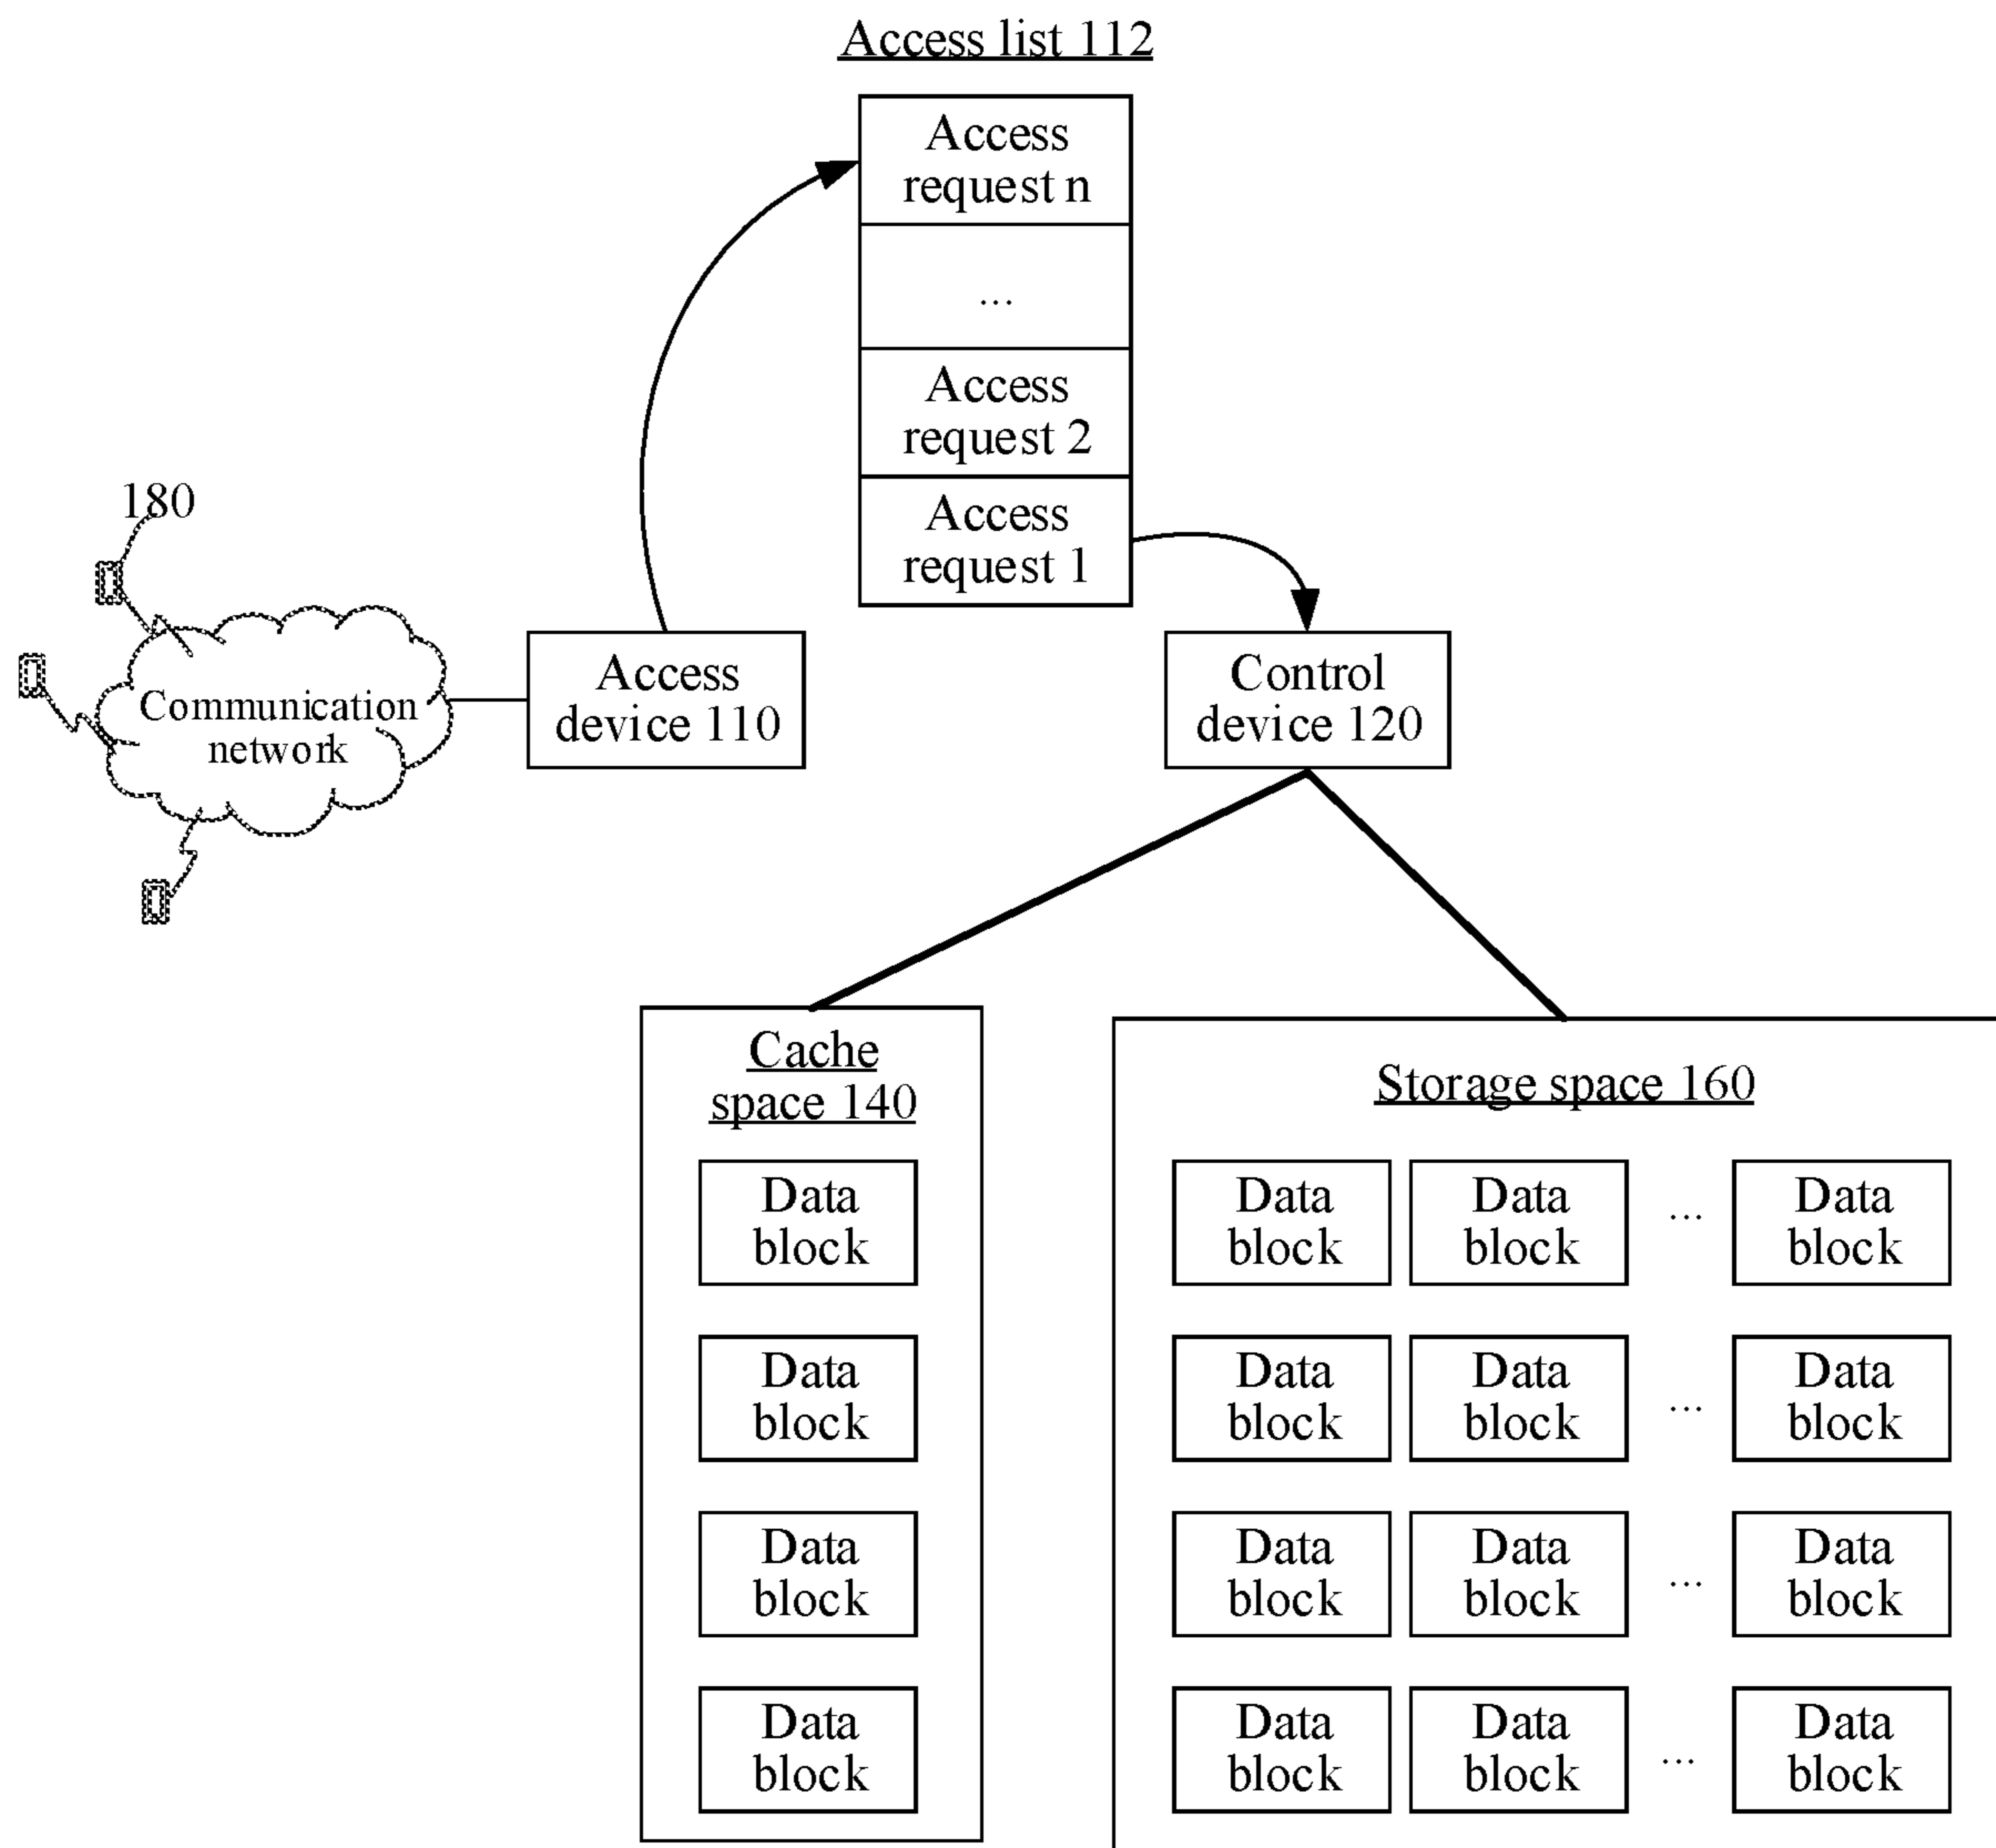 Access list 112
Access
request n
...
Access
request 2
Access
request 1
180
Communication
network
Access
device 110
Control
device 120
Cache
space 140
Data
block
Data
block
Data
block
Data
block
Storage space 160
Data
block
Data
block
...
Data
block
Data
block
Data
block
...
Data
block
Data
block
Data
block
...
Data
block
Data
block
Data
block
...
Data
block